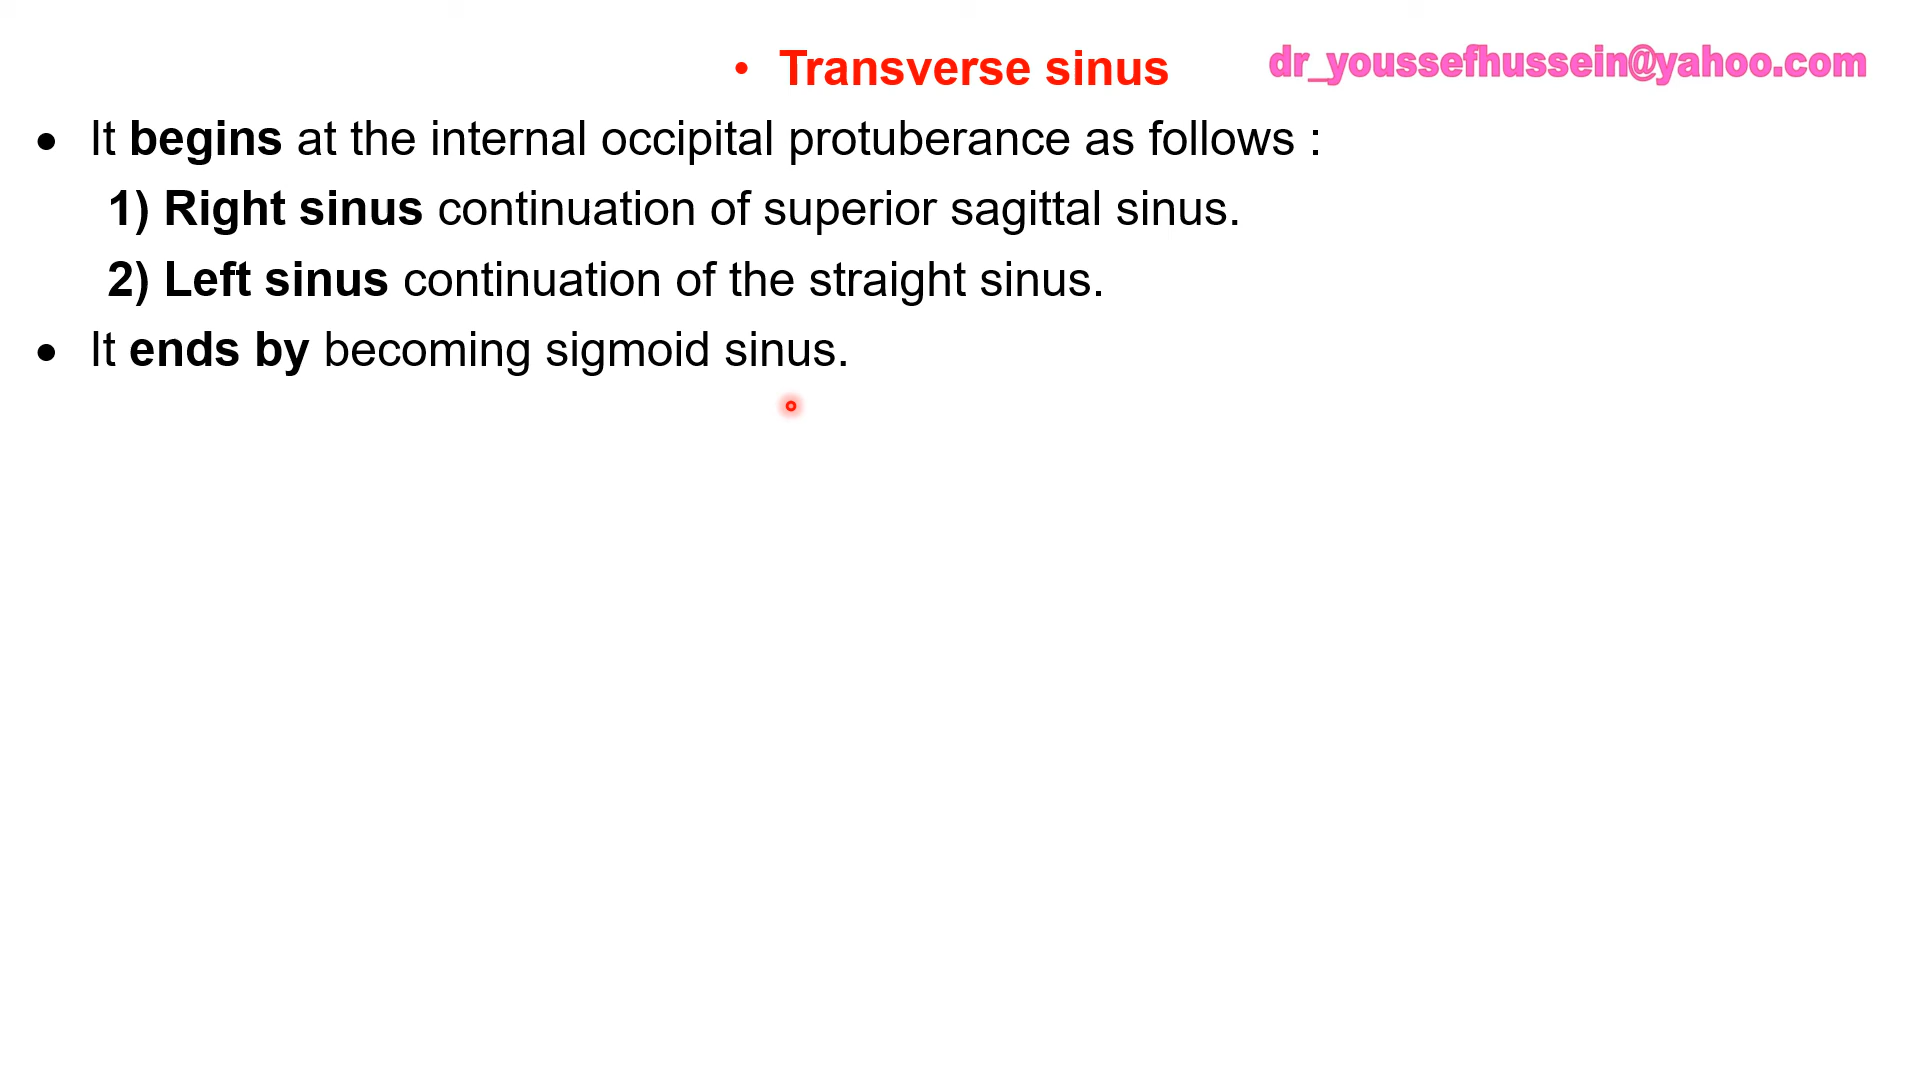 • Transverse sinus
dr_youssefhussein@yahoo.com
• It begins at the internal occipital protuberance as follows :
1) Right sinus continuation of superior sagittal sinus.
2) Left sinus continuation of the straight sinus.
• It ends by becoming sigmoid sinus.